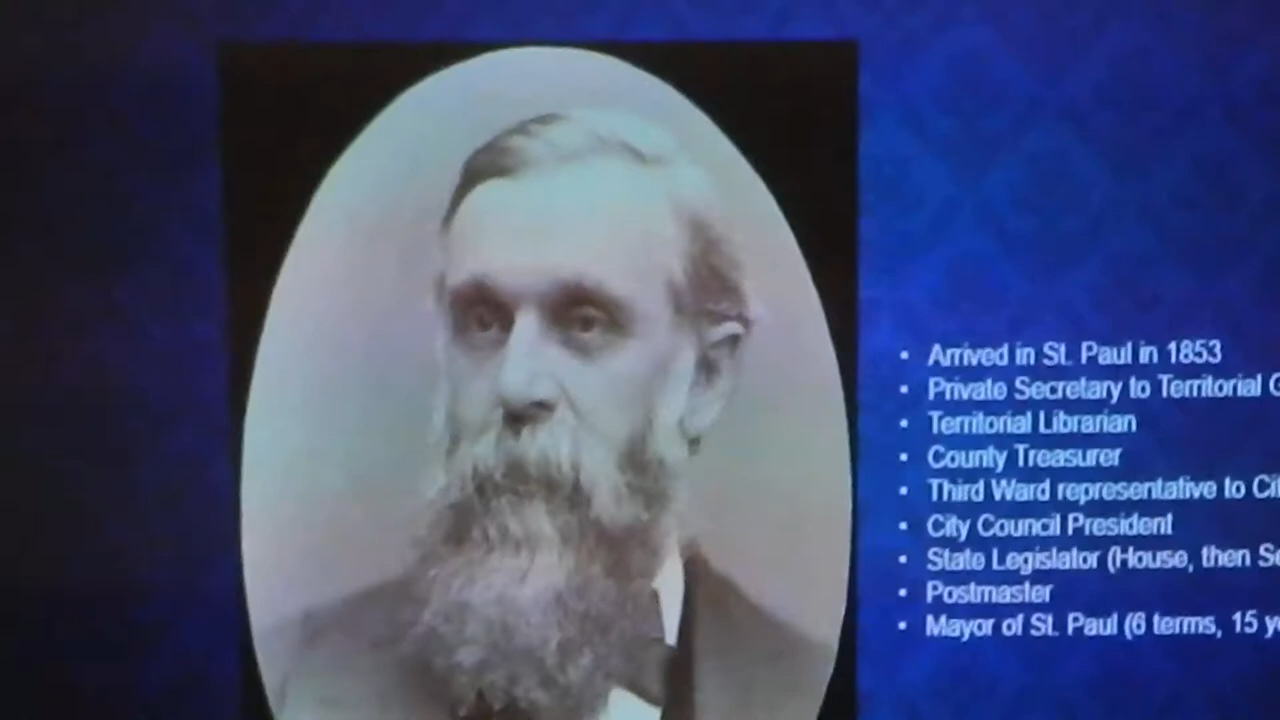 • Arrived in St. Paul in 1853
• Private Secretary to Territorial
• Territorial Librarian
• County Treasurer
• Third Ward representative to
• City Council President
• State Legislator (House, then
• Postmaster
• Mayor of St. Paul (6 terms, 15